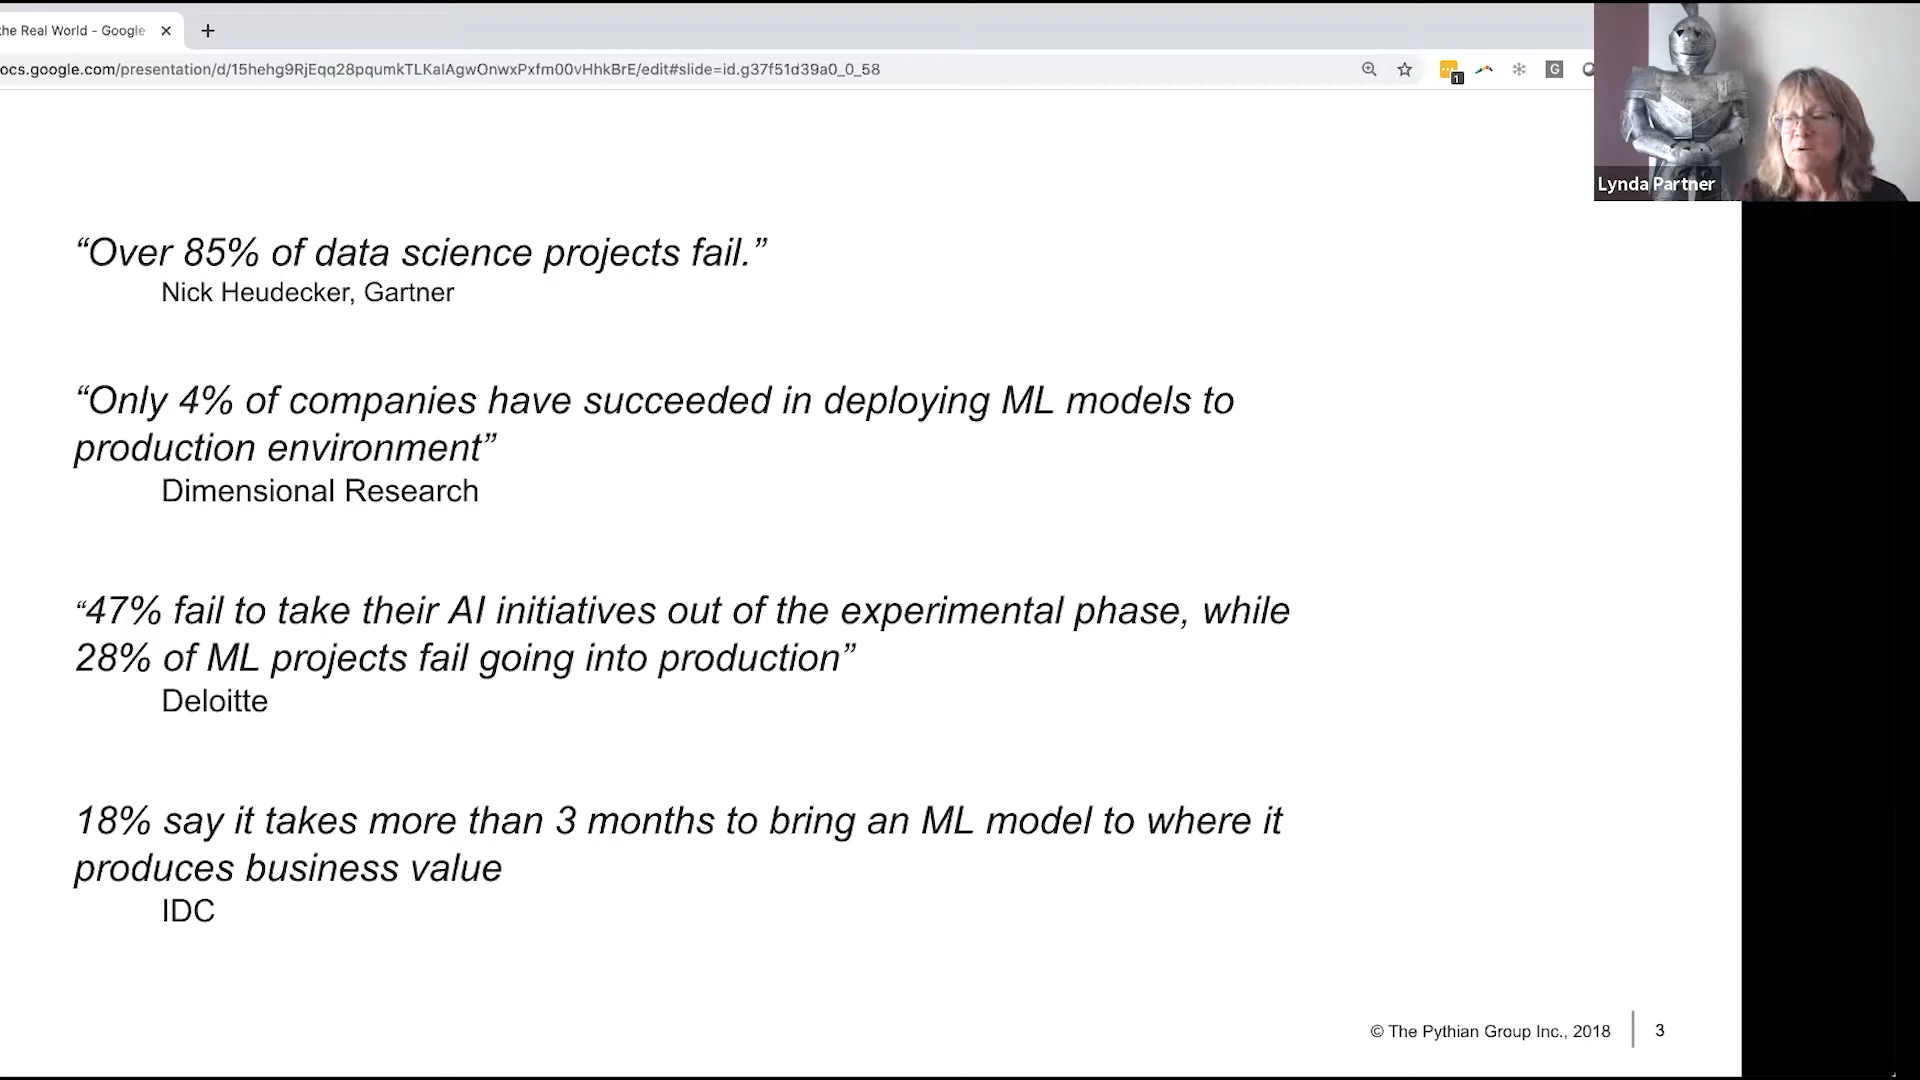 the Real World - Google
ocs.google.com/presentation/d/15hehg9RjEqq28pqumkTLKaIAgwOnwxPxfm00vHhkBrE/edit#slide=id.g37f51d39a0_0_58
1
G
Lynda Partner
“Over 85% of data science projects fail.”
Nick Heudecker, Gartner
“Only 4% of companies have succeeded in deploying ML models to
production environment”
Dimensional Research
“47% fail to take their AI initiatives out of the experimental phase, while
28% of ML projects fail going into production”
Deloitte
18% say it takes more than 3 months to bring an ML model to where it
produces business value
IDC
© The Pythian Group Inc., 2018
3